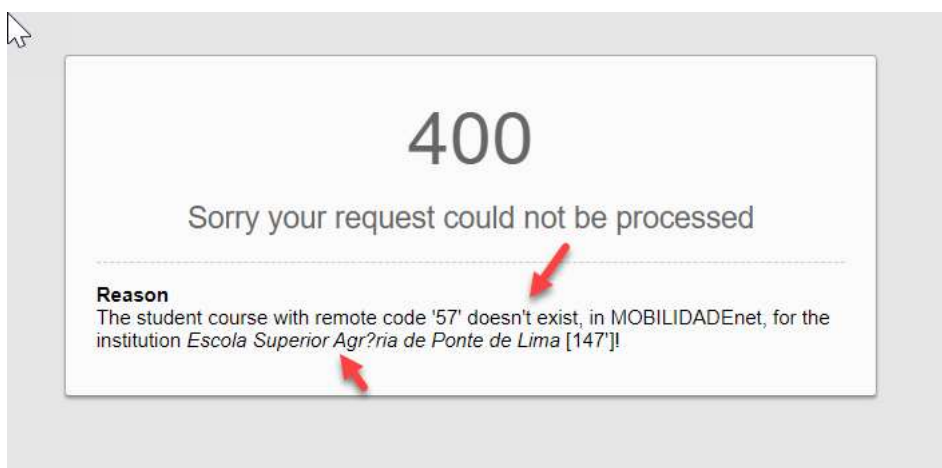 400
Sorry your request could not be processed
Reason
The student course with remote code '57' doesn't exist, in MOBILIDADEnet, for the
institution Escola Superior Agr?ria de Ponte de Lima [147']!